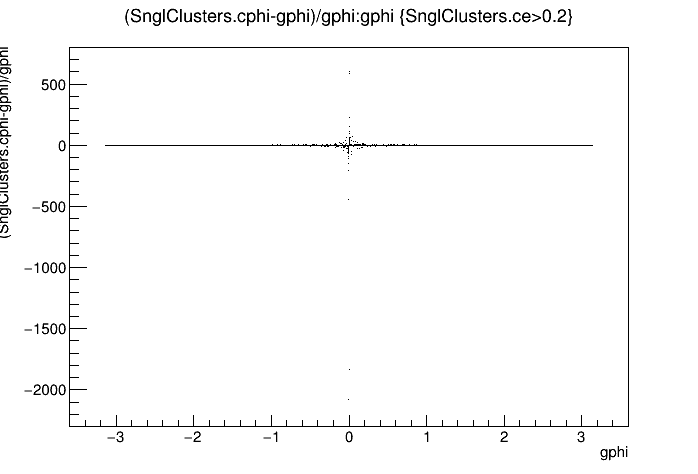 (SnglClusters.cphi-gphi)/gphi:gphi {SnglClusters.ce>0.2}
(SnglClusters.cphi-gphi)/gphi
500
0
−500
−1000
−1500
−2000
−3 −2 −1 0 1 2 3
gphi